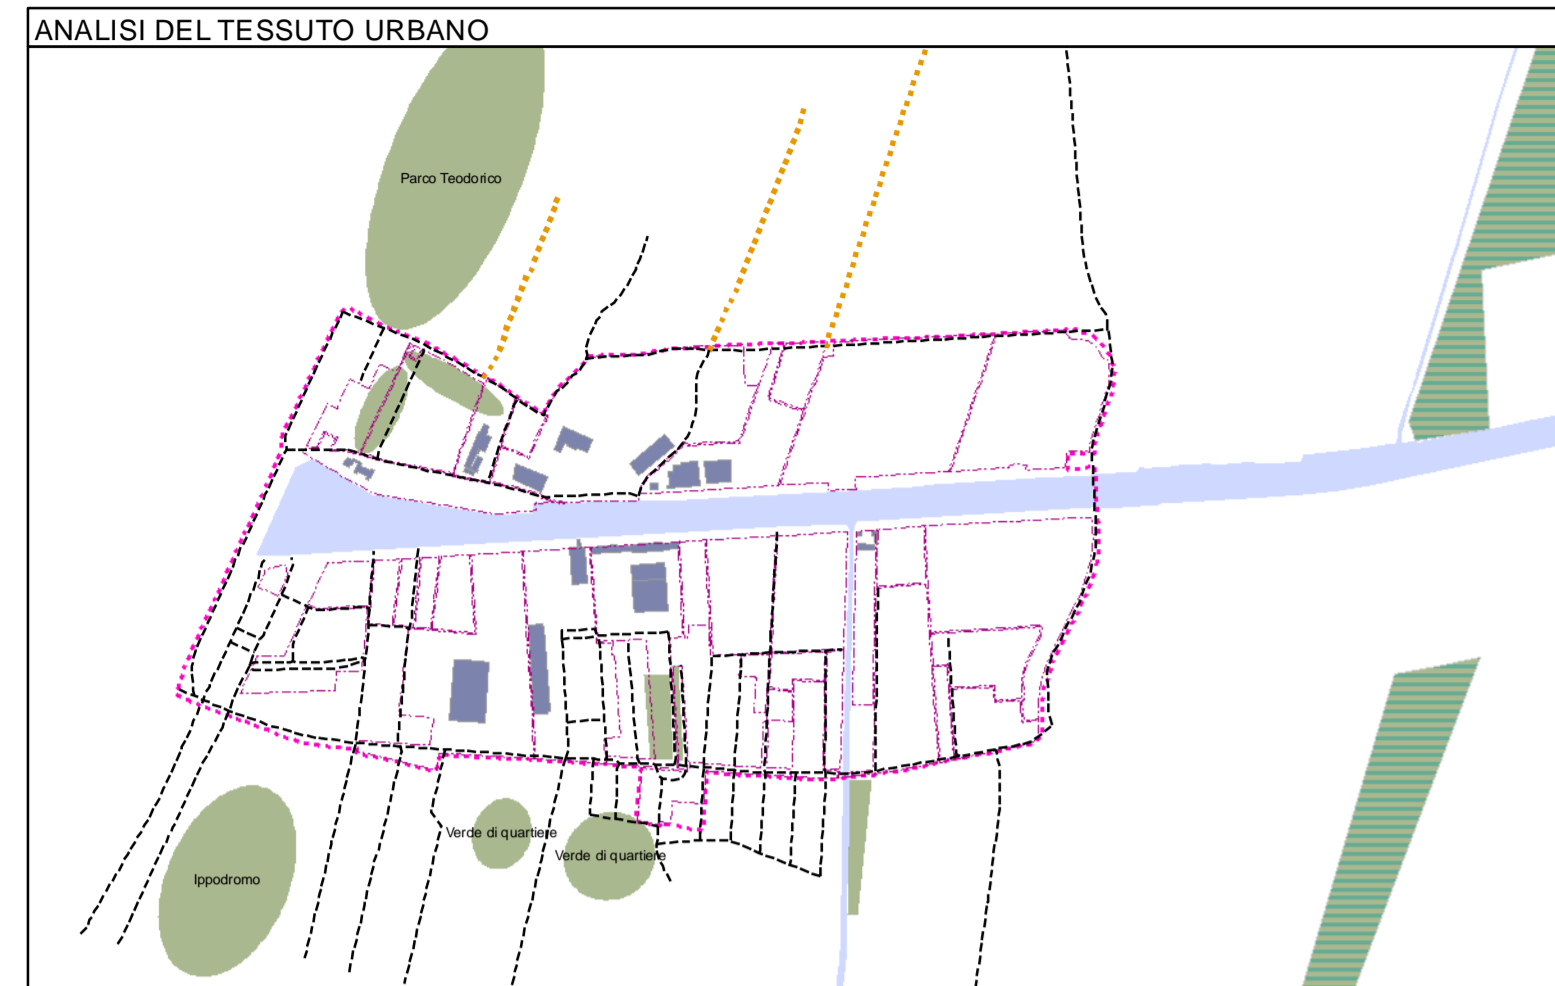 ANALISI DEL TESSUTO URBANO
Parco Teodorico
Verde di quartiere
Verde di quartiere
Ippodromo